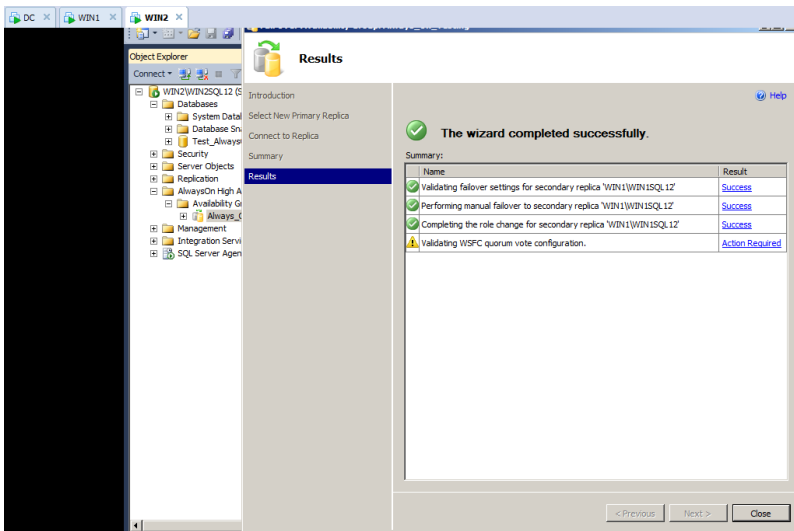 DC WIN1 WIN2
Results
Object Explorer
Connect
WIN2\WIN2SQL12 (S
Databases
System Datal
Database Sna
Test_Always
Security
Server Objects
Replication
AlwaysOn High A
Availability Gr
Always_O
Management
Integration Servi
SQL Server Agen
Introduction
Select New Primary Replica
Connect to Replica
Summary
Results
Help
The wizard completed successfully.
Summary:
Name Result
Validating failover settings for secondary replica 'WIN1\WIN1SQL12' Success
Performing manual failover to secondary replica 'WIN1\WIN1SQL12' Success
Completing the role change for secondary replica 'WIN1\WIN1SQL12' Success
Validating WSFC quorum vote configuration. Action Required
< Previous Next > Close